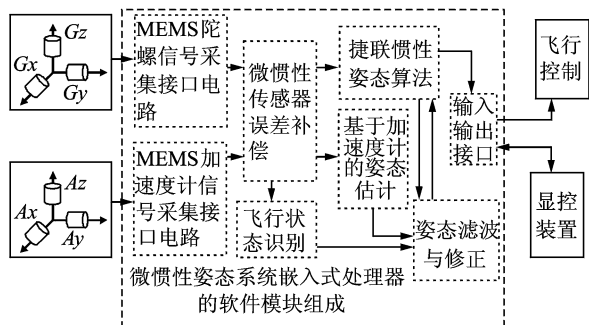 Gz
Gx
Gy
Az
Ax
Ay
MEMS陀
螺信号采
集接口电
路
MEMS加
速度计信
号采集接
口电路
微惯性
传感器
误差补
偿
飞行状
态识别
捷联惯性
姿态算法
基于加
速度计
的姿态
估计
姿态滤波
与修正
输入
输出
接口
飞行
控制
显控
装置
微惯性姿态系统嵌入式处理器
的软件模块组成